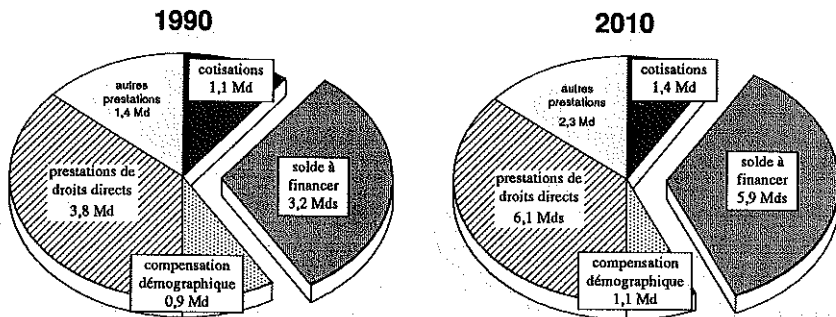 1990
cotisations
1,1 Md
autres
prestations
1,4 Md
solde à
financer
3,2 Mds
prestations de
droits directs
3,8 Md
compensation
démographique
0,9 Md
2010
cotisations
1,4 Md
autres
prestations
2,3 Md
solde à
financer
5,9 Mds
prestations de
droits directs
6,1 Mds
compensation
démographique
1,1 Md